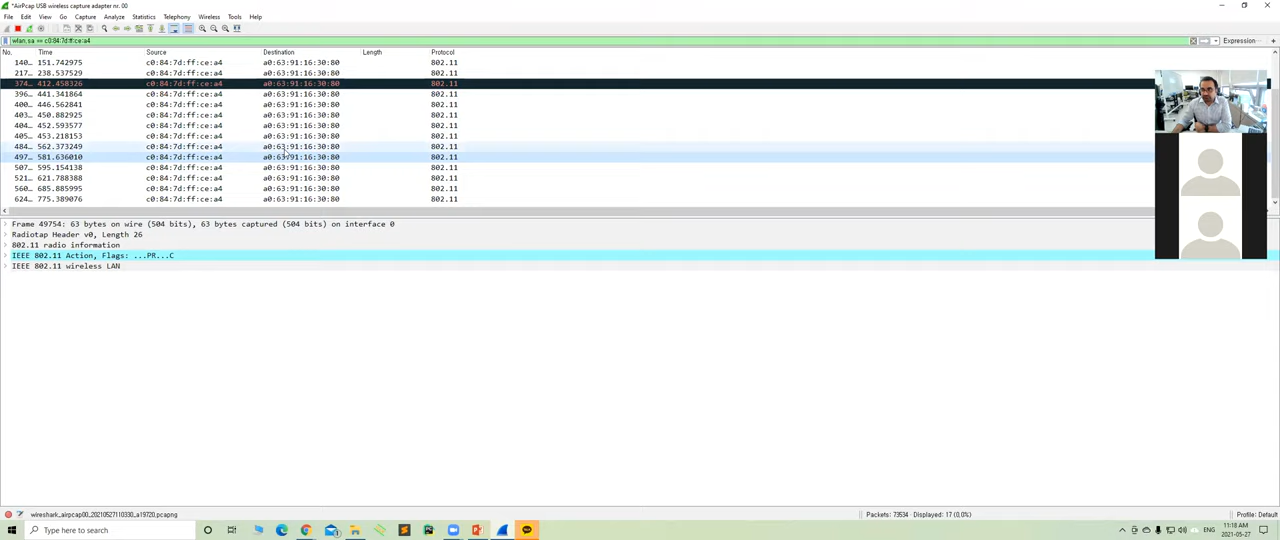 *AirPcap USB wireless capture adapter nr. 00
File Edit View Go Capture Analyze Statistics Telephony Wireless Tools Help
wlan.sa == c0:84:7d:ff:ce:a4 Expression… +
No. Time Source Destination Length Protocol
140… 151.742975 c0:84:7d:ff:ce:a4 a0:63:91:16:30:80 802.11
217… 238.537529 c0:84:7d:ff:ce:a4 a0:63:91:16:30:80 802.11
374… 412.458326 c0:84:7d:ff:ce:a4 a0:63:91:16:30:80 802.11
396… 441.341864 c0:84:7d:ff:ce:a4 a0:63:91:16:30:80 802.11
400… 446.562841 c0:84:7d:ff:ce:a4 a0:63:91:16:30:80 802.11
403… 450.882925 c0:84:7d:ff:ce:a4 a0:63:91:16:30:80 802.11
404… 452.593577 c0:84:7d:ff:ce:a4 a0:63:91:16:30:80 802.11
405… 453.218153 c0:84:7d:ff:ce:a4 a0:63:91:16:30:80 802.11
484… 562.373249 c0:84:7d:ff:ce:a4 a0:63:91:16:30:80 802.11
497… 581.636010 c0:84:7d:ff:ce:a4 a0:63:91:16:30:80 802.11
507… 595.154138 c0:84:7d:ff:ce:a4 a0:63:91:16:30:80 802.11
521… 621.788388 c0:84:7d:ff:ce:a4 a0:63:91:16:30:80 802.11
560… 685.885995 c0:84:7d:ff:ce:a4 a0:63:91:16:30:80 802.11
624… 775.389076 c0:84:7d:ff:ce:a4 a0:63:91:16:30:80 802.11
Frame 49754: 63 bytes on wire (504 bits), 63 bytes captured (504 bits) on interface 0
Radiotap Header v0, Length 26
802.11 radio information
IEEE 802.11 Action, Flags: ...PR...C
IEEE 802.11 wireless LAN
wireshark_airpcap00_20210527110330_a19720.pcapng Packets: 73534 · Displayed: 17 (0.0%) Profile: Default
Type here to search ENG 11:18 AM
2021-05-27